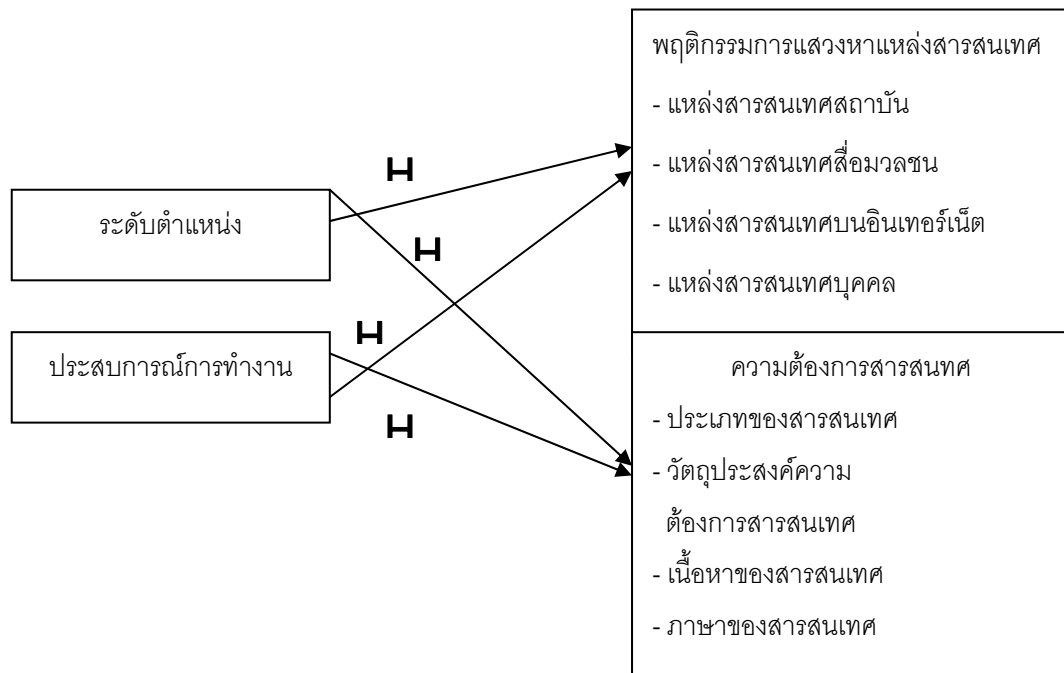 พฤติกรรมการแสวงหาแหล่งสารสนเทศ
- แหล่งสารสนเทศสถาบัน
- แหล่งสารสนเทศสื่อมวลชน
- แหล่งสารสนเทศบนอินเทอร์เน็ต
- แหล่งสารสนเทศบุคคล
H
ระดับตำแหน่ง
H
H
ประสบการณ์การทำงาน
H
ความต้องการสารสนทศ
- ประเภทของสารสนเทศ
- วัตถุประสงค์ความ
ต้องการสารสนเทศ
- เนื้อหาของสารสนเทศ
- ภาษาของสารสนเทศ